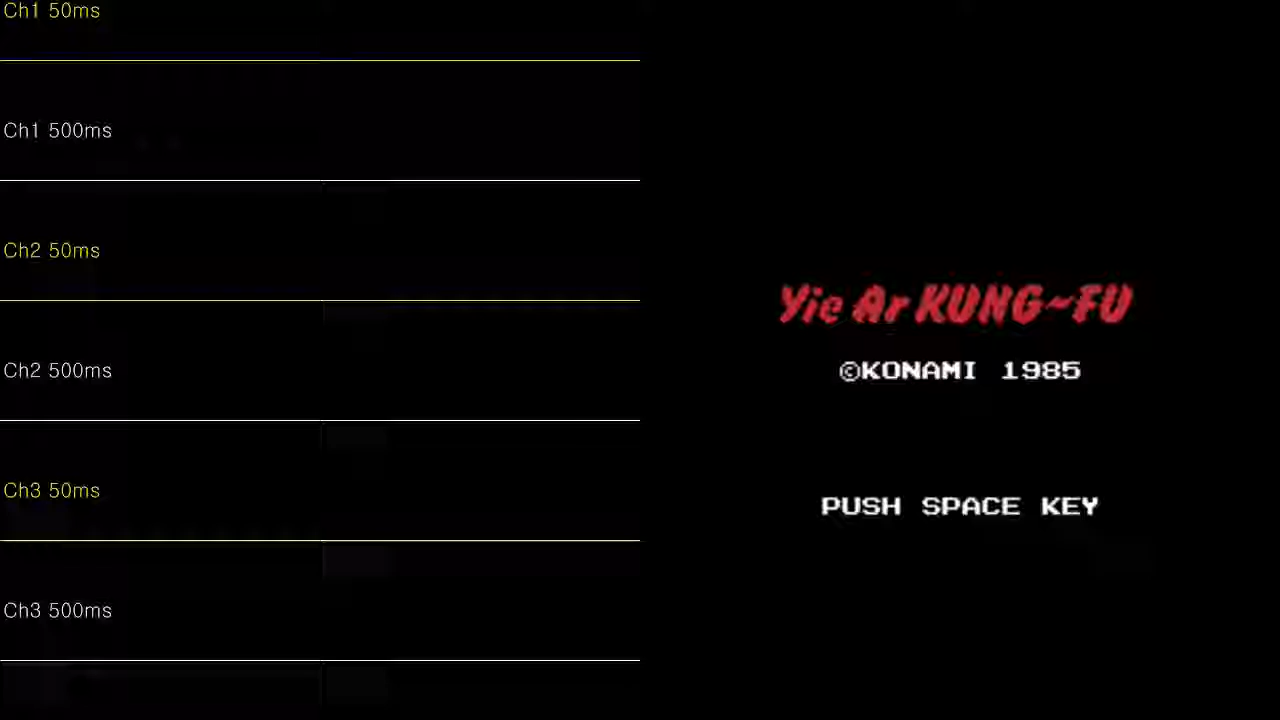 Ch1 50ms
Ch1 500ms
Ch2 50ms
Ch2 500ms
Ch3 50ms
Ch3 500ms
Yie Ar KUNG~FU
©KONAMI 1985
PUSH SPACE KEY